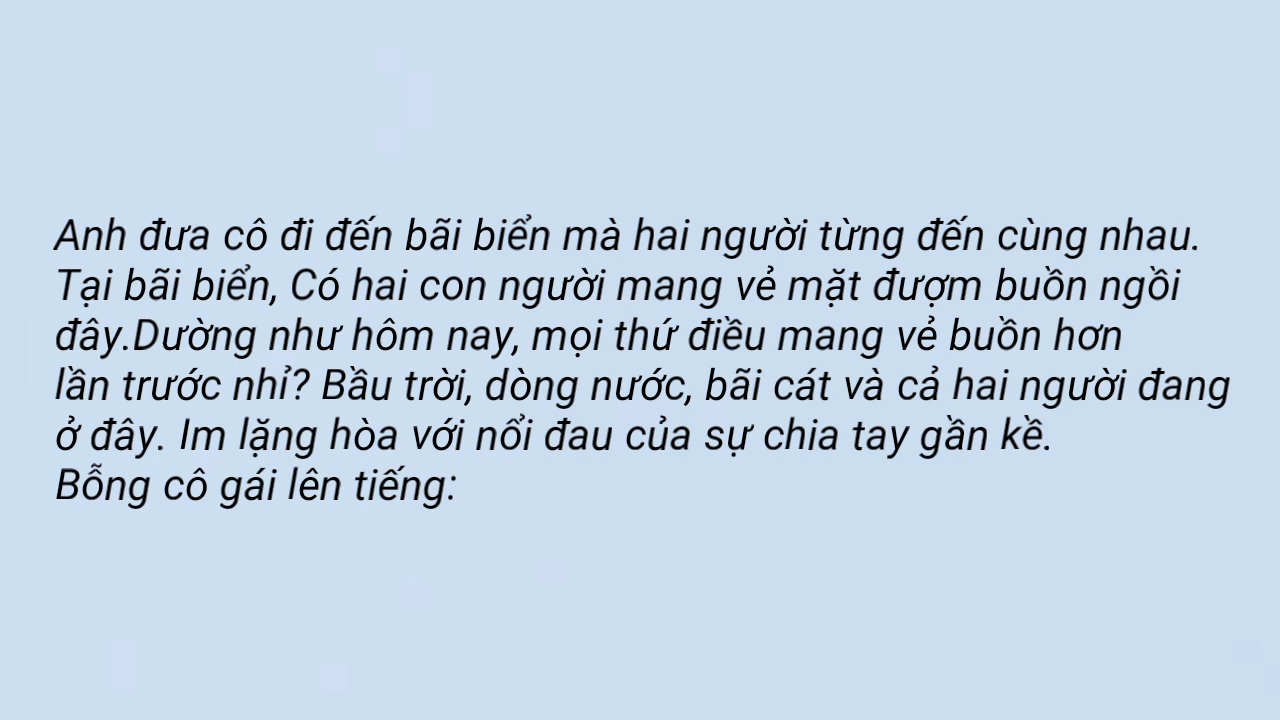 Anh đưa cô đi đến bãi biển mà hai người từng đến cùng nhau.
Tại bãi biển, Có hai con người mang vẻ mặt đượm buồn ngồi
đây.Dường như hôm nay, mọi thứ điều mang vẻ buồn hơn
lần trước nhỉ? Bầu trời, dòng nước, bãi cát và cả hai người đang
ở đây. Im lặng hòa với nổi đau của sự chia tay gần kề.
Bỗng cô gái lên tiếng: